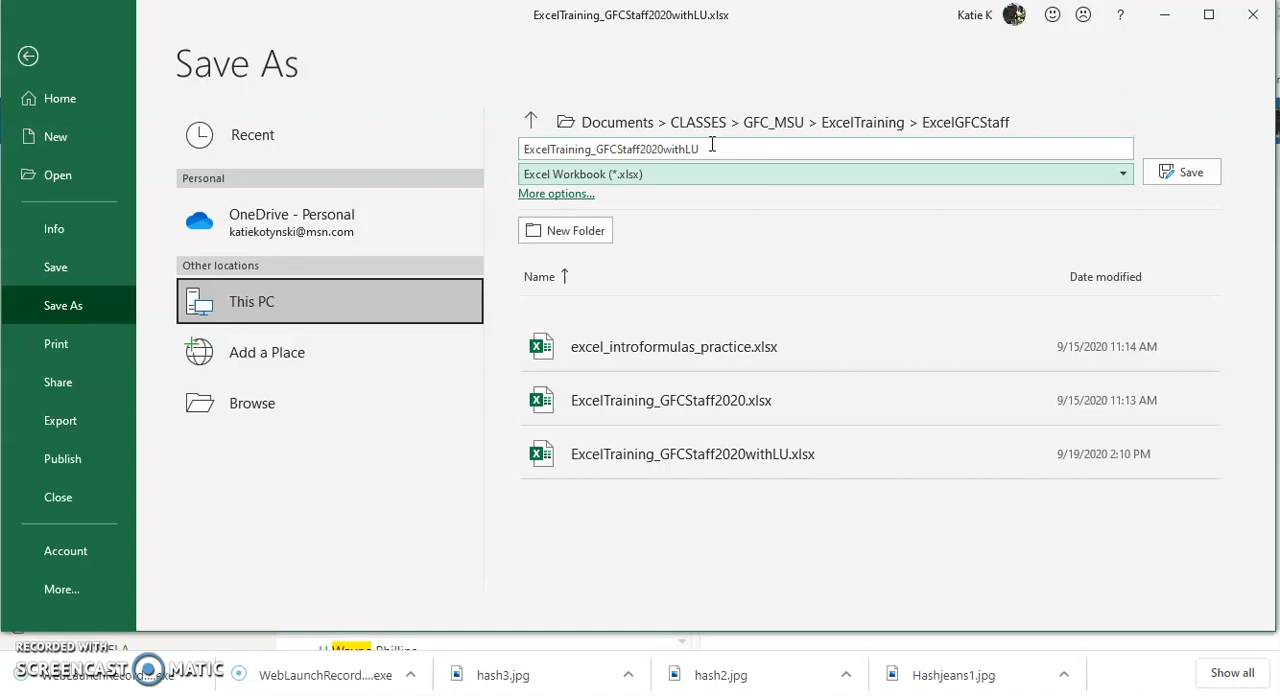 ExcelTraining_GFCStaff2020withLU.xlsx
Katie K
?
Save As
Home
New
Open
Info
Save
Save As
Print
Share
Export
Publish
Close
Account
More...
Recent
Personal
OneDrive - Personal
katiekotynski@msn.com
Other locations
This PC
Add a Place
Browse
Documents > CLASSES > GFC_MSU > ExcelTraining > ExcelGFCStaff
ExcelTraining_GFCStaff2020withLU
Excel Workbook (*.xlsx)
Save
More options...
New Folder
Name
Date modified
excel_introformulas_practice.xlsx
9/15/2020 11:14 AM
ExcelTraining_GFCStaff2020.xlsx
9/15/2020 11:13 AM
ExcelTraining_GFCStaff2020withLU.xlsx
9/19/2020 2:10 PM
RECORDED WITH
SCREENCAST MATIC
WebLaunchRecord....exe
hash3.jpg
hash2.jpg
Hashjeans1.jpg
Show all